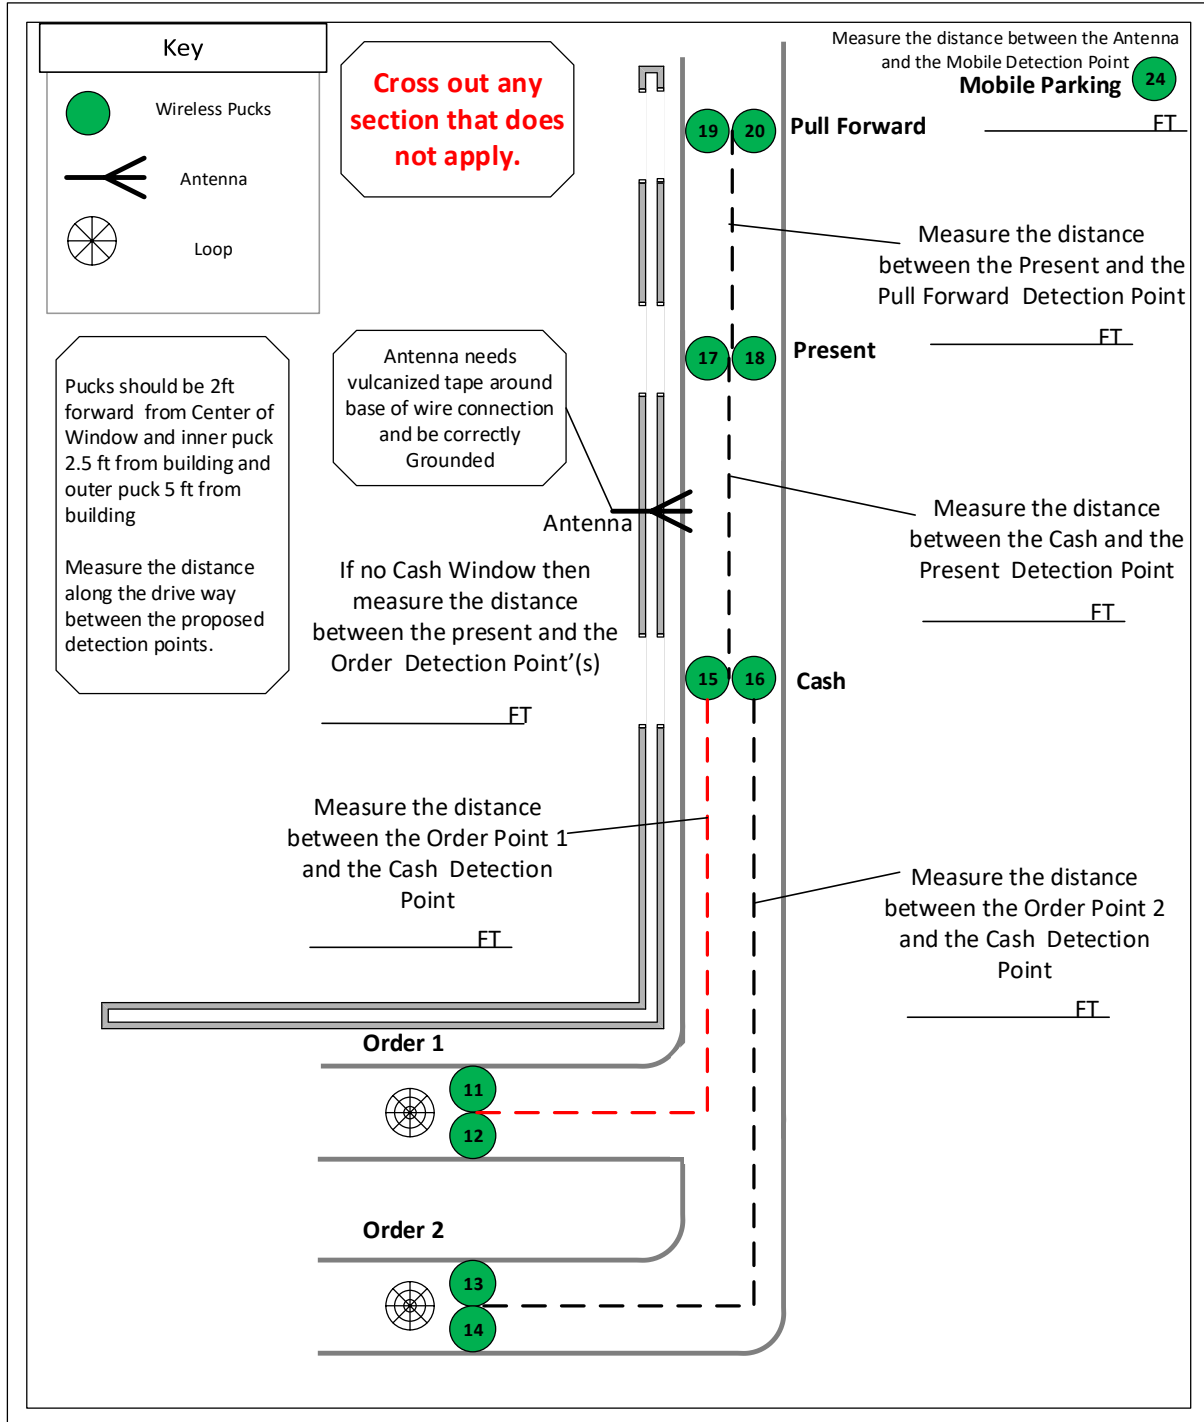 Key
Wireless Pucks
Antenna
Loop
Cross out any
section that does
not apply.
Measure the distance between the Antenna
and the Mobile Detection Point
Mobile Parking
24
FT
19
20
Pull Forward
Measure the distance
between the Present and the
Pull Forward Detection Point
FT
Pucks should be 2ft
forward from Center of
Window and inner puck
2.5 ft from building and
outer puck 5 ft from
building
Measure the distance
along the drive way
between the proposed
detection points.
Antenna needs
vulcanized tape around
base of wire connection
and be correctly
Grounded
17
18
Present
Antenna
Measure the distance
between the Cash and the
Present Detection Point
FT
If no Cash Window then
measure the distance
between the present and the
Order Detection Point'(s)
FT
15
16
Cash
Measure the distance
between the Order Point 1
and the Cash Detection
Point
FT
Measure the distance
between the Order Point 2
and the Cash Detection
Point
FT
Order 1
11
12
Order 2
13
14